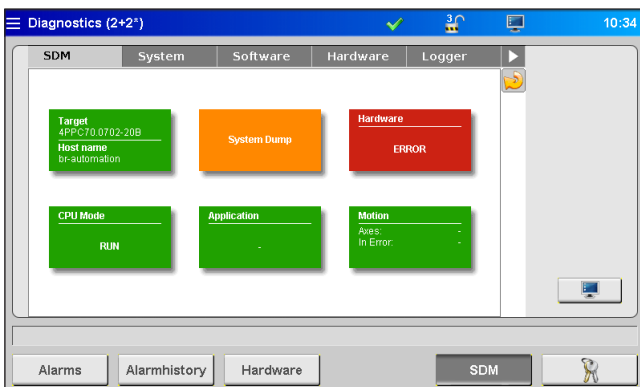 Diagnostics (2+2*)
3
10:34
SDM
System
Software
Hardware
Logger
Target
4PPC70.0702-20B
Host name
br-automation
System Dump
Hardware
ERROR
CPU Mode
RUN
Application
-
Motion
Axes: -
In Error: -
Alarms
Alarmhistory
Hardware
SDM